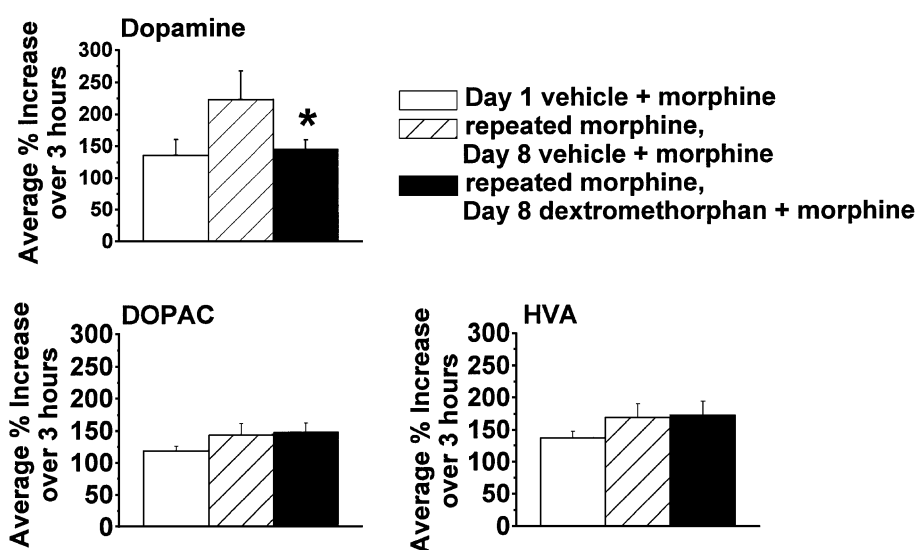 Dopamine
Average % Increase
over 3 hours
300
250
200
150
100
50
0
*
Day 1 vehicle + morphine
repeated morphine,
Day 8 vehicle + morphine
repeated morphine,
Day 8 dextromethorphan + morphine
DOPAC
Average % Increase
over 3 hours
300
250
200
150
100
50
0
HVA
Average % Increase
over 3 hours
300
250
200
150
100
50
0